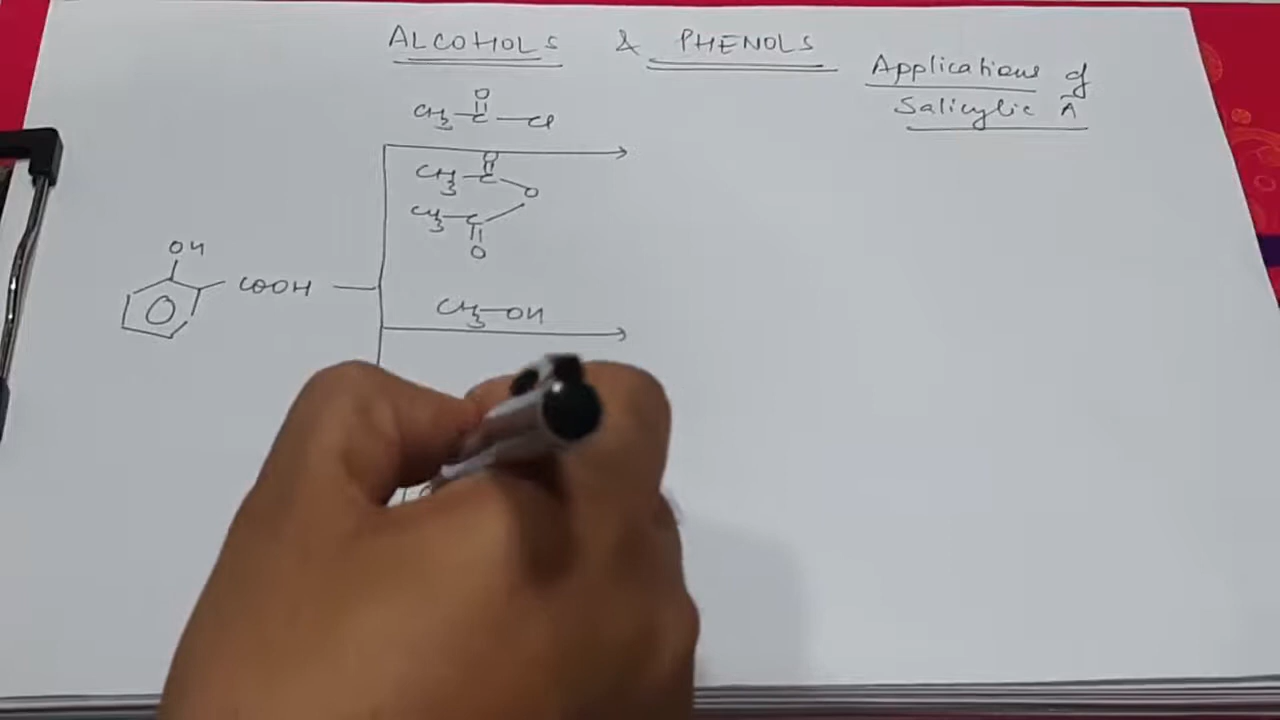 ALCOHOLS & PHENOLS
Applications of
Salicylic A
O
CH3—C—Cl
O
CH3—C
O
CH3—C
O
OH
COOH
CH3—OH